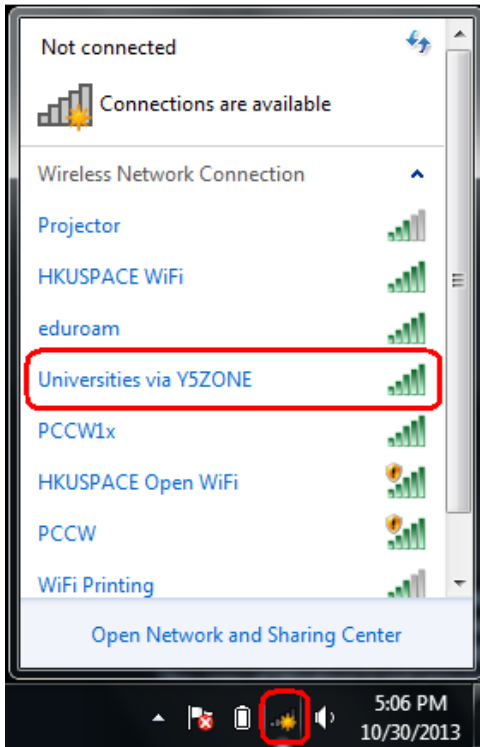 Not connected
Connections are available
Wireless Network Connection
Projector
HKUSPACE WiFi
eduroam
Universities via Y5ZONE
PCCW1x
HKUSPACE Open WiFi
PCCW
WiFi Printing
Open Network and Sharing Center
5:06 PM
10/30/2013